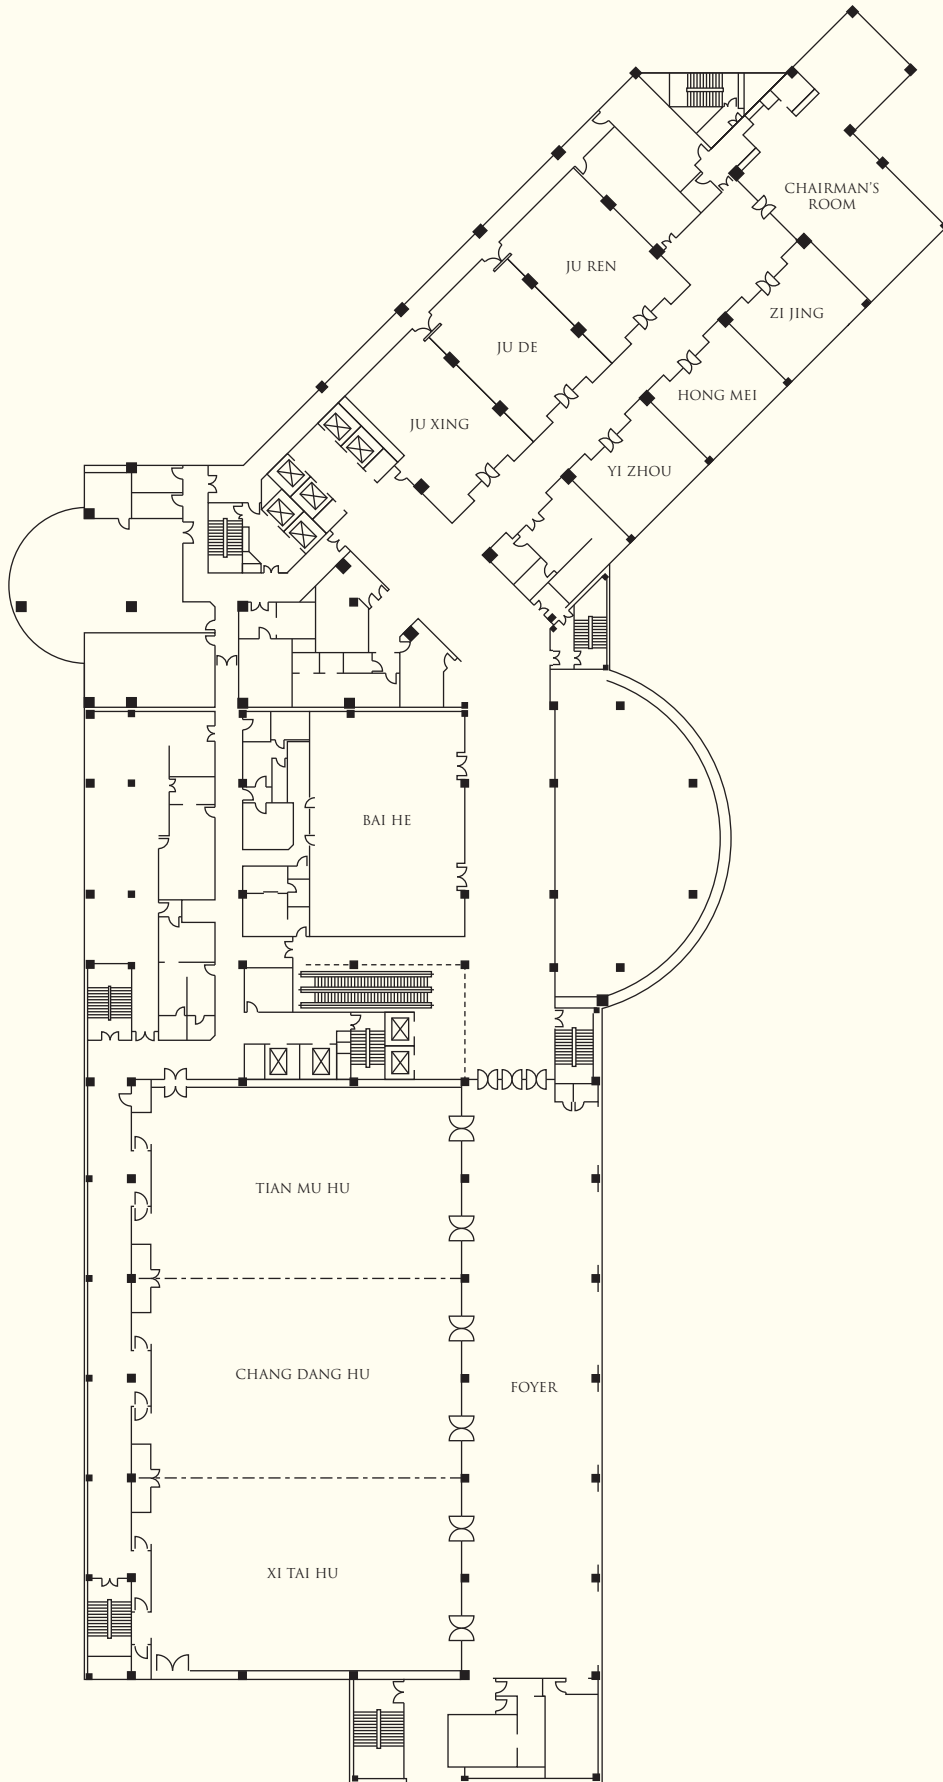 CHAIRMAN'S
ROOM
JU REN
ZI JING
JU DE
HONG MEI
JU XING
YI ZHOU
BAI HE
TIAN MU HU
CHANG DANG HU
FOYER
XI TAI HU